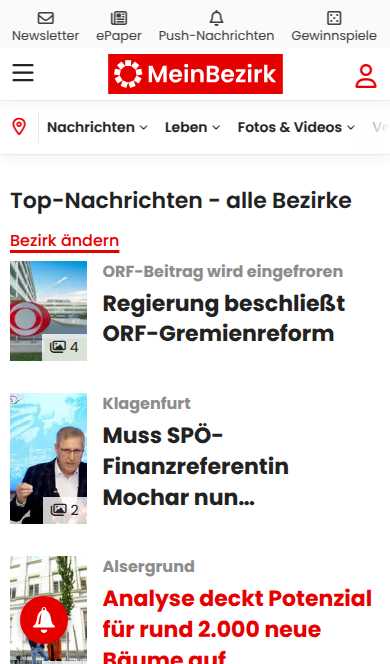 Newsletter ePaper Push-Nachrichten Gewinnspiele
MeinBezirk
Nachrichten Leben Fotos & Videos
Top-Nachrichten - alle Bezirke
Bezirk ändern
ORF-Beitrag wird eingefroren
Regierung beschließt
ORF-Gremienreform
4
Klagenfurt
Muss SPÖ-
Finanzreferentin
Mochar nun...
2
Alsergrund
Analyse deckt Potenzial
für rund 2.000 neue
Bäume auf